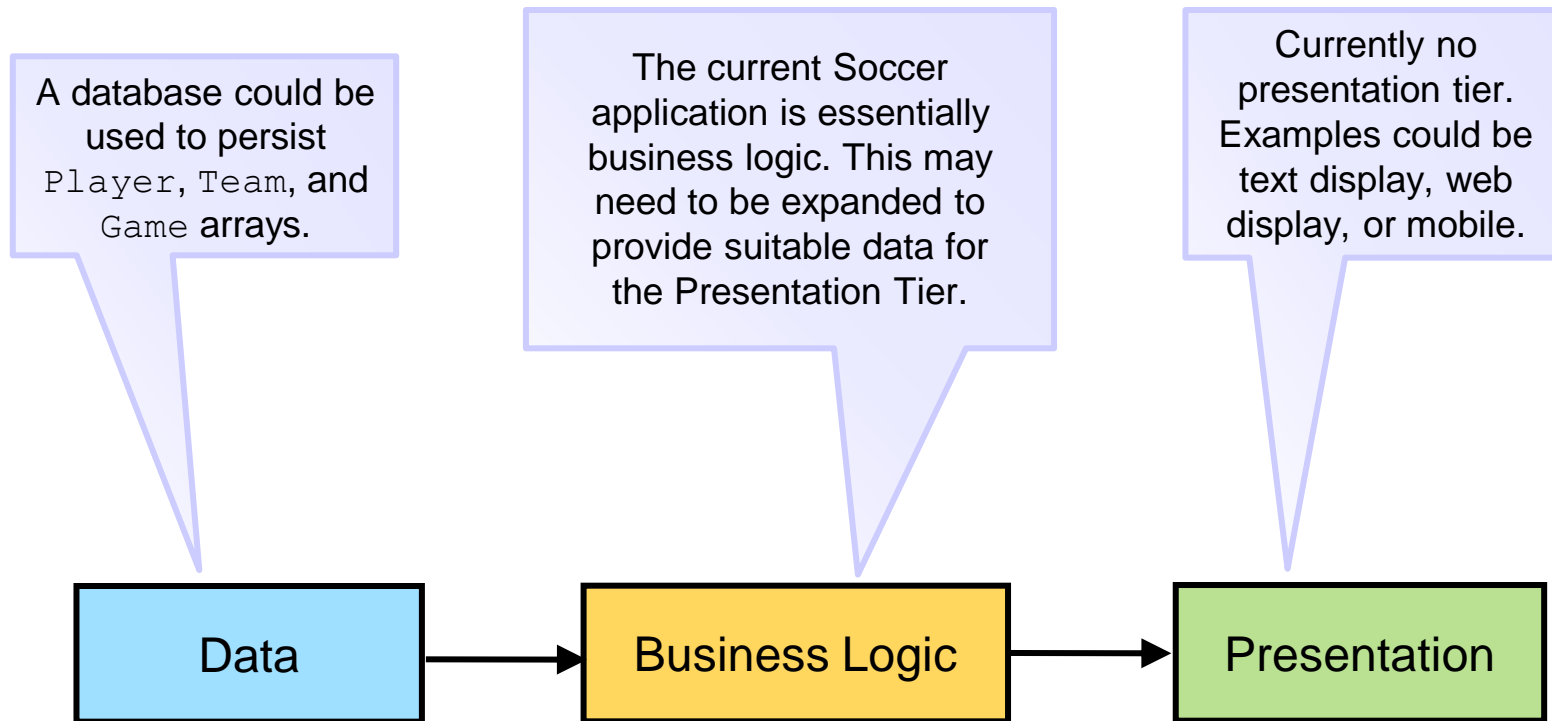 A database could be
used to persist
Player, Team, and
Game arrays.
The current Soccer
application is essentially
business logic. This may
need to be expanded to
provide suitable data for
the Presentation Tier.
Currently no
presentation tier.
Examples could be
text display, web
display, or mobile.
Data
Business Logic
Presentation